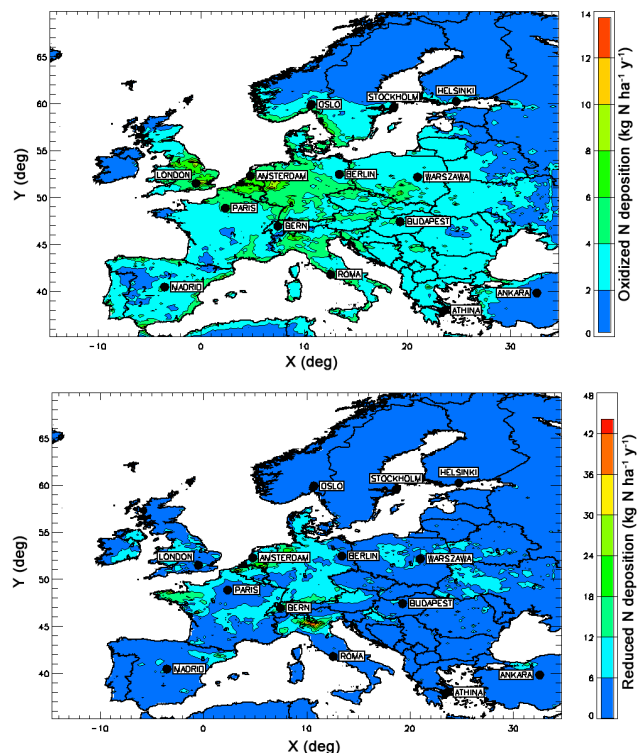 65
60
55
50
45
40
Y (deg)
−10
0
10
20
30
X (deg)
OSLO
STOCKHOLM
HELSINKI
LONDON
AMSTERDAM
BERLIN
WARSZAWA
PARIS
BERN
BUDAPEST
MADRID
ROMA
ANKARA
ATHINA
14
12
10
8
6
4
2
0
Oxidized N deposition (kg N ha⁻¹ y⁻¹)
65
60
55
50
45
40
Y (deg)
−10
0
10
20
30
X (deg)
OSLO
STOCKHOLM
HELSINKI
LONDON
AMSTERDAM
BERLIN
WARSZAWA
PARIS
BERN
BUDAPEST
MADRID
ROMA
ANKARA
ATHINA
48
42
36
30
24
18
12
6
0
Reduced N deposition (kg N ha⁻¹ y⁻¹)